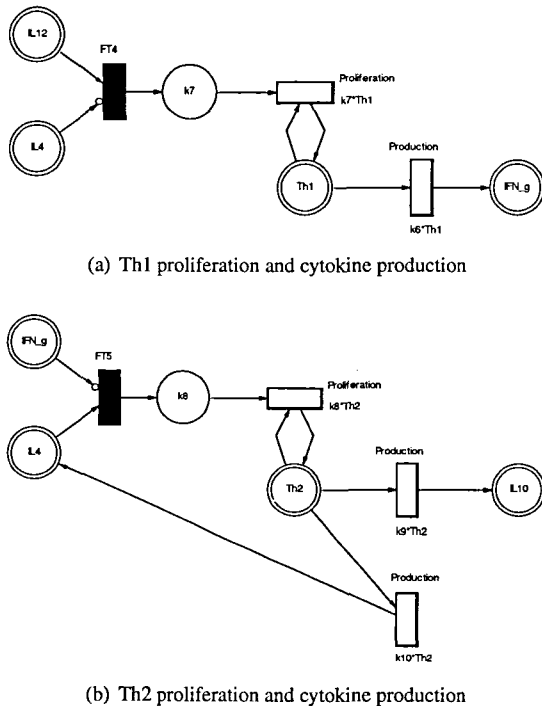 IL12
FT4
k7
Proliferation
k7*Th1
IL4
Production
Th1
IFN_g
k6*Th1
(a) Th1 proliferation and cytokine production
IFN_g
FT5
k8
Proliferation
k8*Th2
IL4
Production
Th2
IL10
k9*Th2
Production
k10*Th2
(b) Th2 proliferation and cytokine production